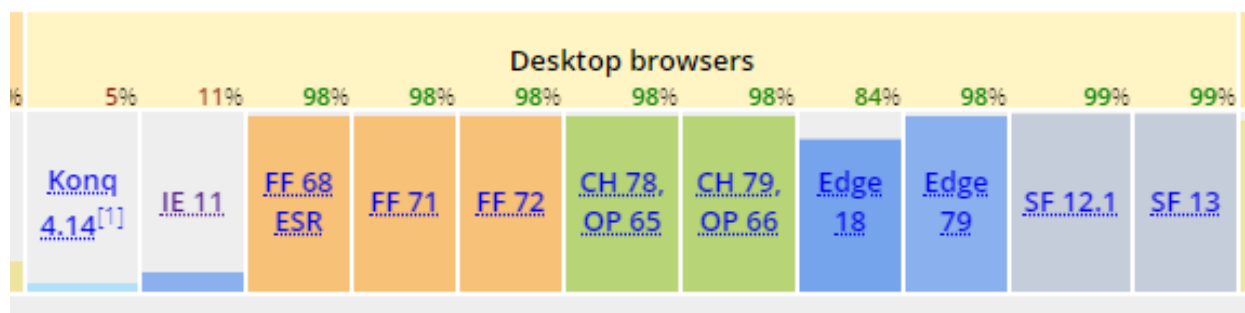 Desktop browsers
% 5% 11% 98% 98% 98% 98% 98% 84% 98% 99% 99%
Konq
4.14[1]
IE 11
FF 68
ESR
FF 71
FF 72
CH 78,
OP 65
CH 79,
OP 66
Edge
18
Edge
79
SF 12.1
SF 13